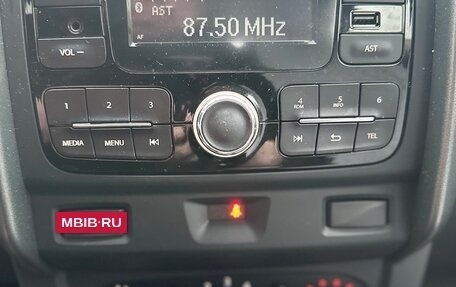 AST
AF
87.50 MHz
VOL –
AST
1
2
3
4
RDM
5
INFO
6
MEDIA
MENU
TEL
MBIB·RU